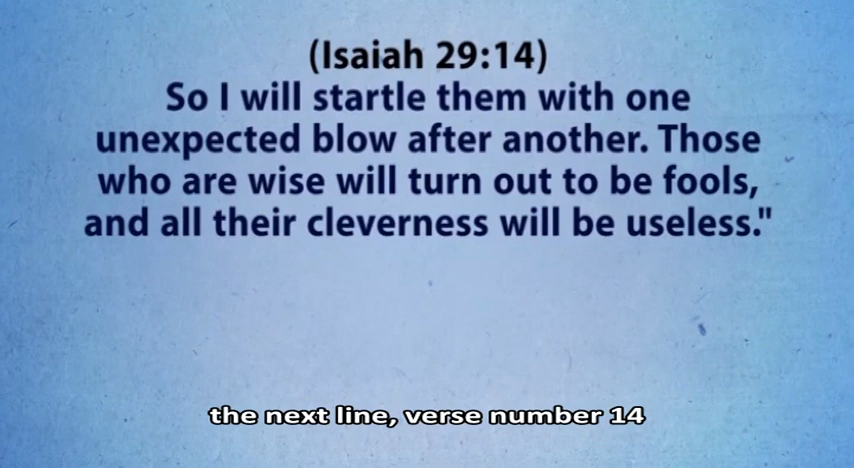 (Isaiah 29:14)
So I will startle them with one
unexpected blow after another. Those
who are wise will turn out to be fools,
and all their cleverness will be useless."
the next line, verse number 14